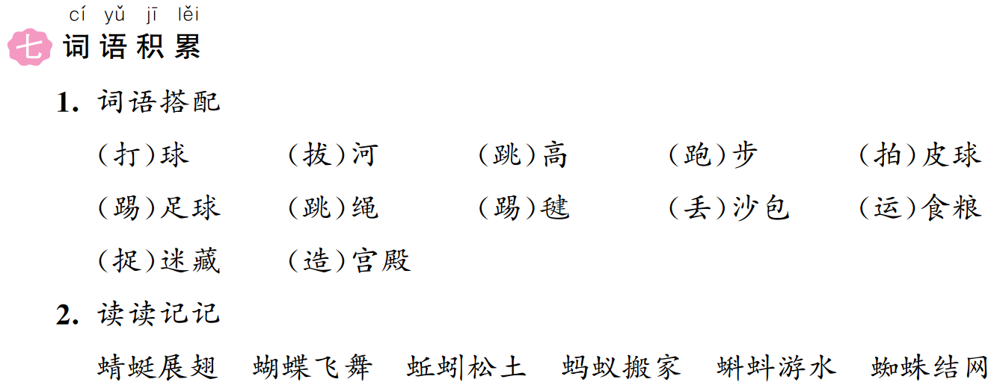 cí yǔ jī lěi
七 词语积累
1. 词语搭配
(打)球 (拔)河 (跳)高 (跑)步 (拍)皮球
(踢)足球 (跳)绳 (踢)毽 (丢)沙包 (运)食粮
(捉)迷藏 (造)宫殿
2. 读读记记
蜻蜓展翅 蝴蝶飞舞 蚯蚓松土 蚂蚁搬家 蝌蚪游水 蜘蛛结网